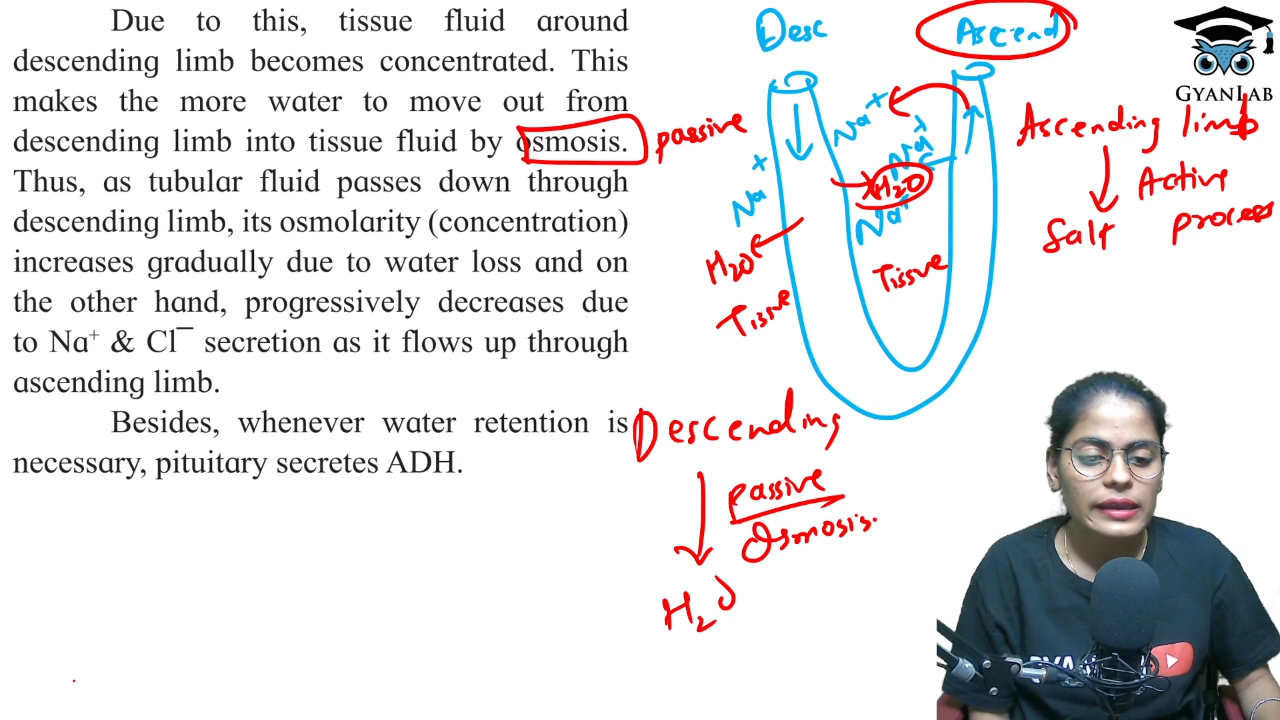 Due to this, tissue fluid around
descending limb becomes concentrated. This
makes the more water to move out from
descending limb into tissue fluid by osmosis.
Thus, as tubular fluid passes down through
descending limb, its osmolarity (concentration)
increases gradually due to water loss and on
the other hand, progressively decreases due
to Na⁺ & Cl⁻ secretion as it flows up through
ascending limb.
Besides, whenever water retention is
necessary, pituitary secretes ADH.
passive
Desc
Ascend
Na⁺
Na⁺
Na⁺
H₂O
Na⁺
H₂O
Tissue
Tissue
Ascending limb
Active
process
Salt
Descending
passive
Osmosis.
H₂O
GYANLAB